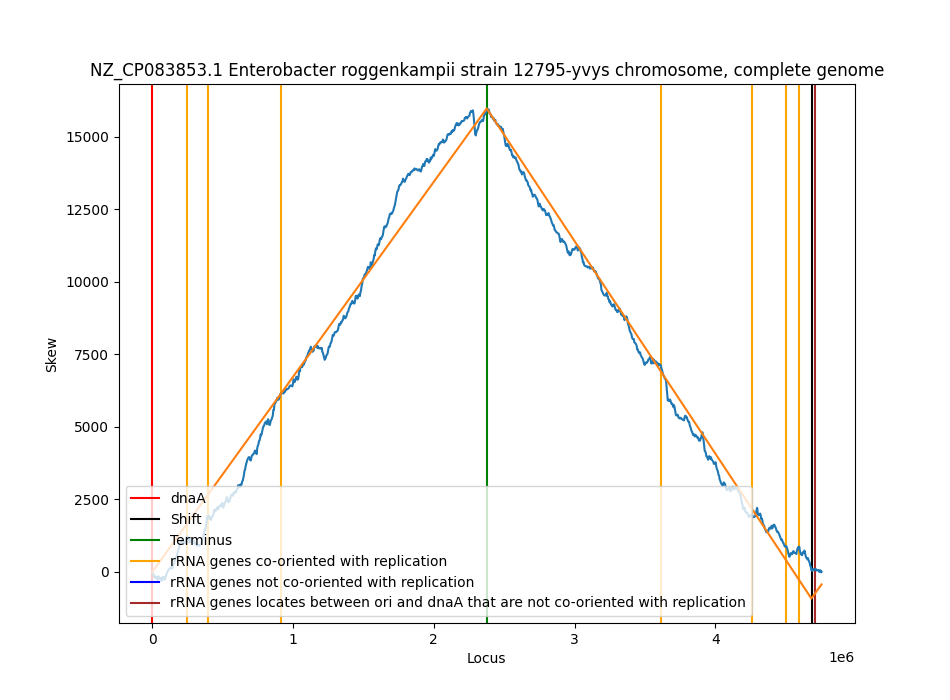 NZ_CP083853.1 Enterobacter roggenkampii strain 12795-yvys chromosome, complete genome
Skew
15000
12500
10000
7500
5000
2500
0
dnaA
Shift
Terminus
rRNA genes co-oriented with replication
rRNA genes not co-oriented with replication
rRNA genes locates between ori and dnaA that are not co-oriented with replication
0 1 2 3 4
1e6
Locus